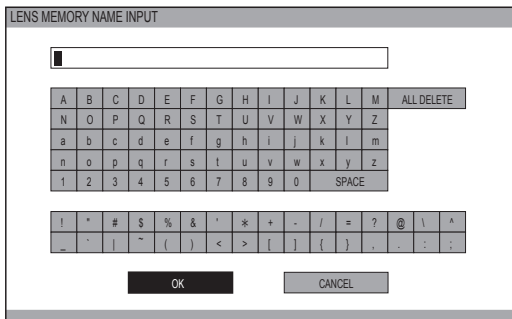 LENS MEMORY NAME INPUT
A B C D E F G H I J K L M ALL DELETE
N O P Q R S T U V W X Y Z
a b c d e f g h i j k l m
n o p q r s t u v w x y z
1 2 3 4 5 6 7 8 9 0 SPACE
! " # $ % & ' * + - / = ? @ \ ^
_ ` | ~ ( ) < > [ ] { } , . : ;
OK CANCEL